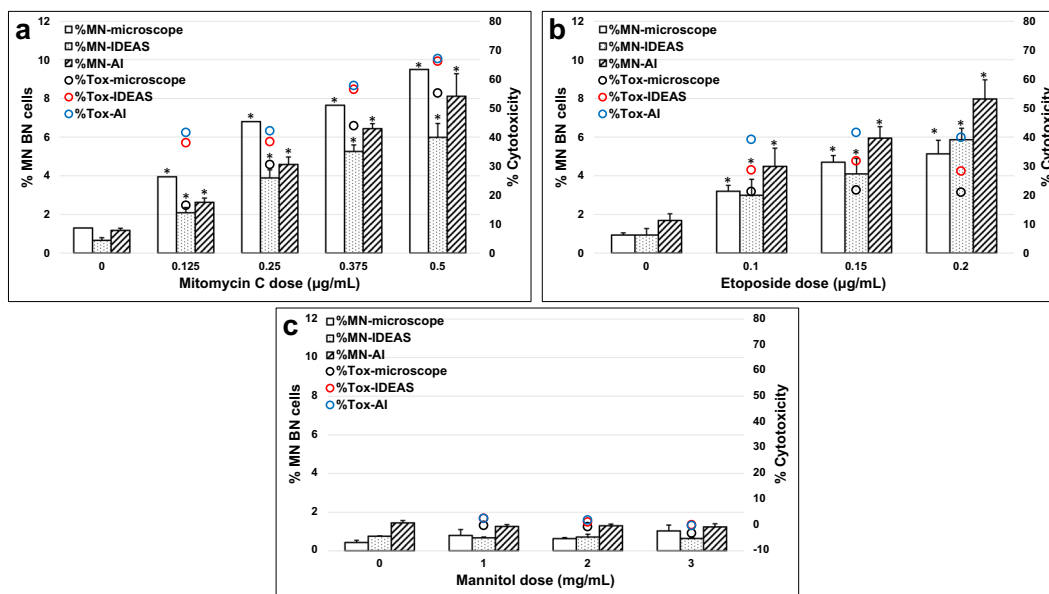 a
%MN-microscope
%MN-IDEAS
%MN-AI
%Tox-microscope
%Tox-IDEAS
%Tox-AI
12
10
8
6
4
2
0
% MN BN cells
80
70
60
50
40
30
20
10
0
% Cytotoxicity
* * * * * * * * * * * *
0 0.125 0.25 0.375 0.5
Mitomycin C dose (µg/mL)
b
%MN-microscope
%MN-IDEAS
%MN-AI
%Tox-microscope
%Tox-IDEAS
%Tox-AI
12
10
8
6
4
2
0
% MN BN cells
80
70
60
50
40
30
20
10
0
% Cytotoxicity
* * * * * * * * *
0 0.1 0.15 0.2
Etoposide dose (µg/mL)
c
%MN-microscope
%MN-IDEAS
%MN-AI
%Tox-microscope
%Tox-IDEAS
%Tox-AI
12
10
8
6
4
2
0
% MN BN cells
80
70
60
50
40
30
20
10
0
-10
% Cytotoxicity
0 1 2 3
Mannitol dose (mg/mL)